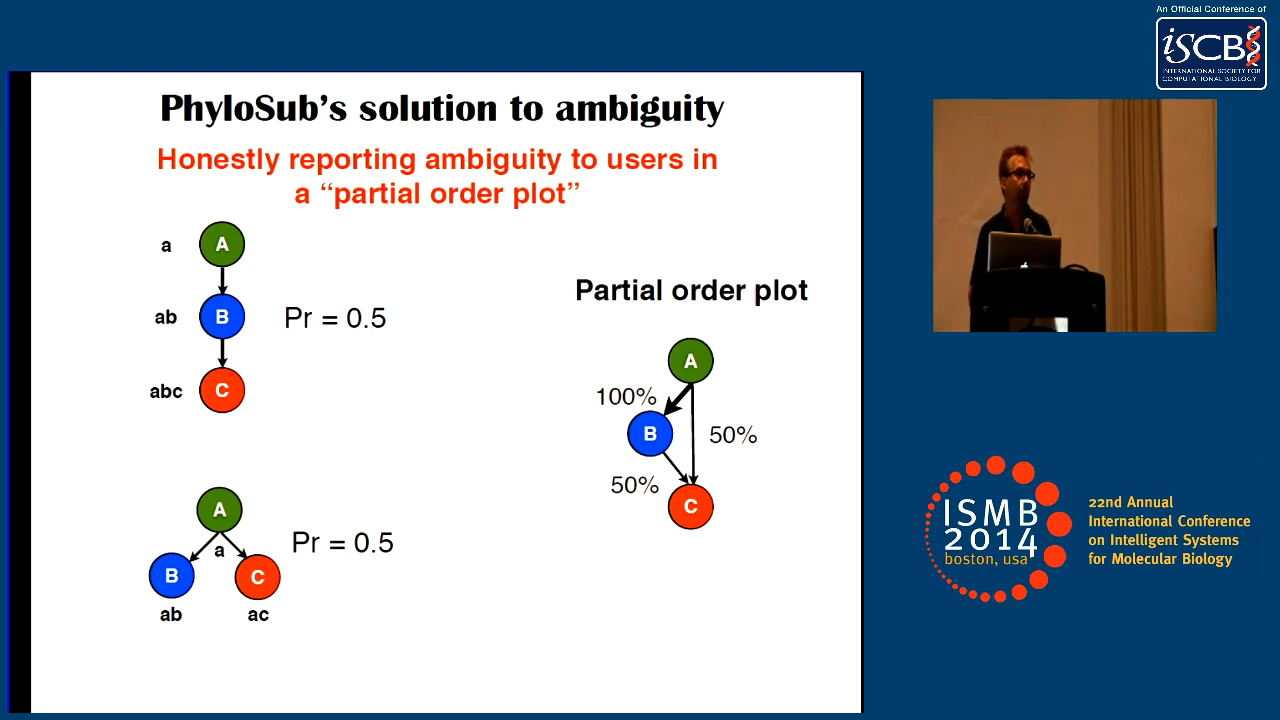 An Official Conference of
iSCB
INTERNATIONAL SOCIETY FOR
COMPUTATIONAL BIOLOGY
PhyloSub's solution to ambiguity
Honestly reporting ambiguity to users in
a “partial order plot”
a
A
ab
B
Pr = 0.5
abc
C
A
a
B
C
Pr = 0.5
ab
ac
Partial order plot
A
100%
B
50%
50%
C
ISMB
2014
boston, usa
22nd Annual
International Conference
on Intelligent Systems
for Molecular Biology